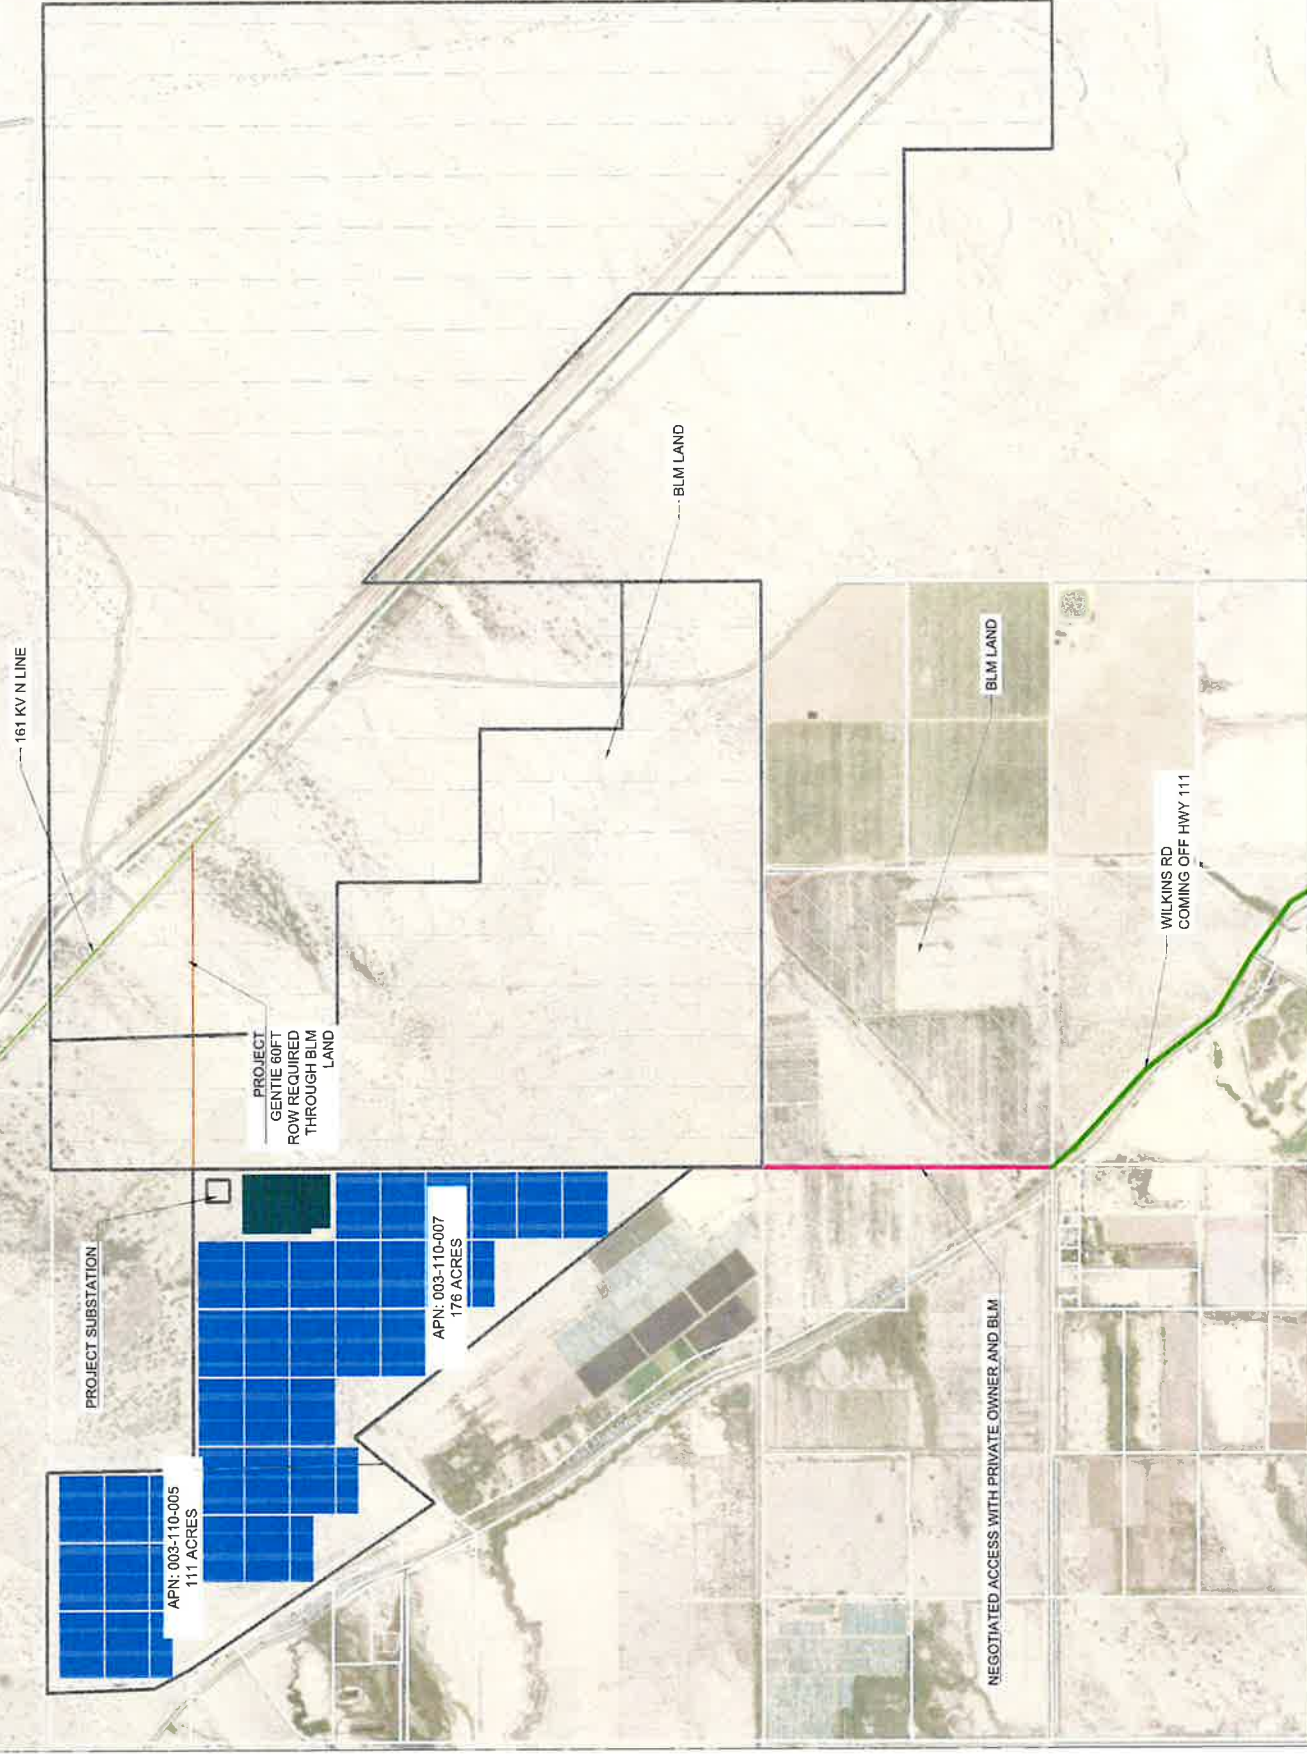 161 KV N LINE
BLM LAND
BLM LAND
WILKINS RD
COMING OFF HWY 111
PROJECT
GENTIE 60FT
ROW REQUIRED
THROUGH BLM
LAND
PROJECT SUBSTATION
APN: 003-110-007
176 ACRES
APN: 003-110-005
111 ACRES
NEGOTIATED ACCESS WITH PRIVATE OWNER AND BLM